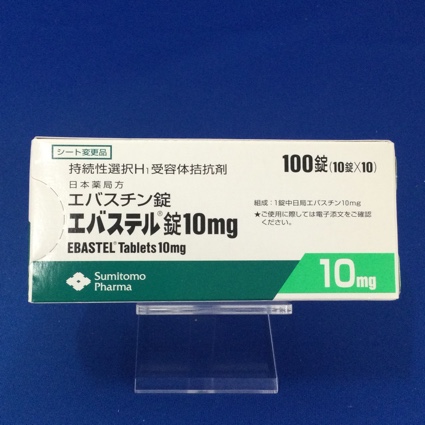 シート変更品
持続性選択H₁受容体拮抗剤
100錠(10錠×10)
日本薬局方
エバスチン錠
エバステル®錠10mg
EBASTEL® Tablets 10mg
組成:1錠中日局エバスチン10mg
★ご使用に際しては電子添文をご確認
ください。
Sumitomo
Pharma
10mg